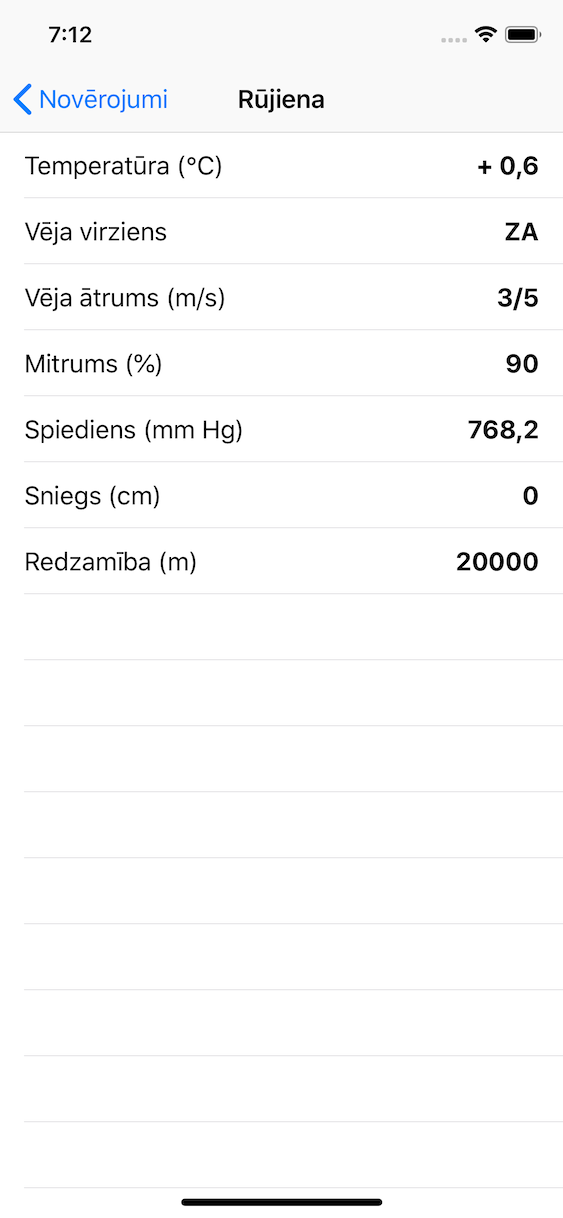 7:12
Novērojumi Rūjiena
Temperatūra (°C) + 0,6
Vēja virziens ZA
Vēja ātrums (m/s) 3/5
Mitrums (%) 90
Spiediens (mm Hg) 768,2
Sniegs (cm) 0
Redzamība (m) 20000